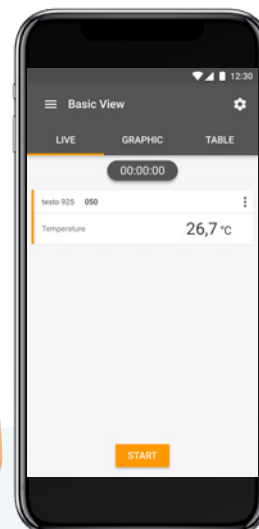 12:30
Basic View
LIVE GRAPHIC TABLE
00:00:00
testo 925 050
Temperature 26,7 °C
START